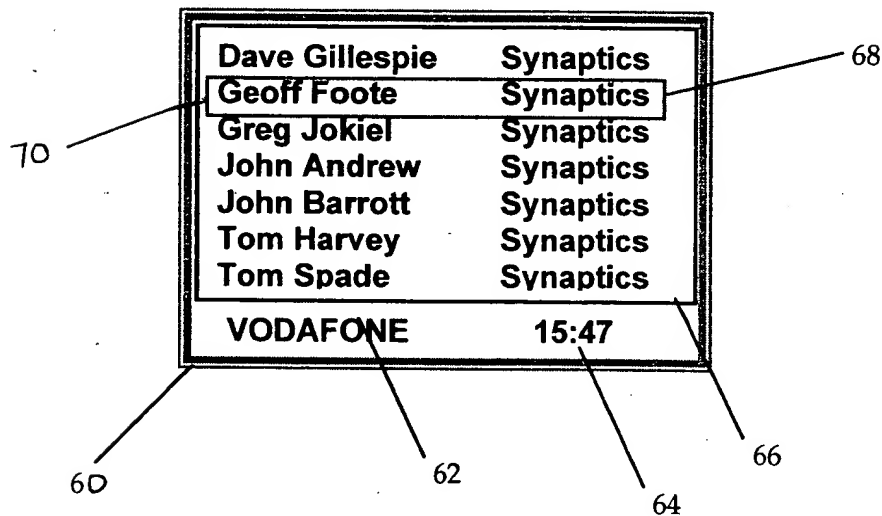 Dave Gillespie Synaptics
Geoff Foote Synaptics
Greg Jokiel Synaptics
John Andrew Synaptics
John Barrott Synaptics
Tom Harvey Synaptics
Tom Spade Synaptics
VODAFONE 15:47
68
70
66
60
62
64